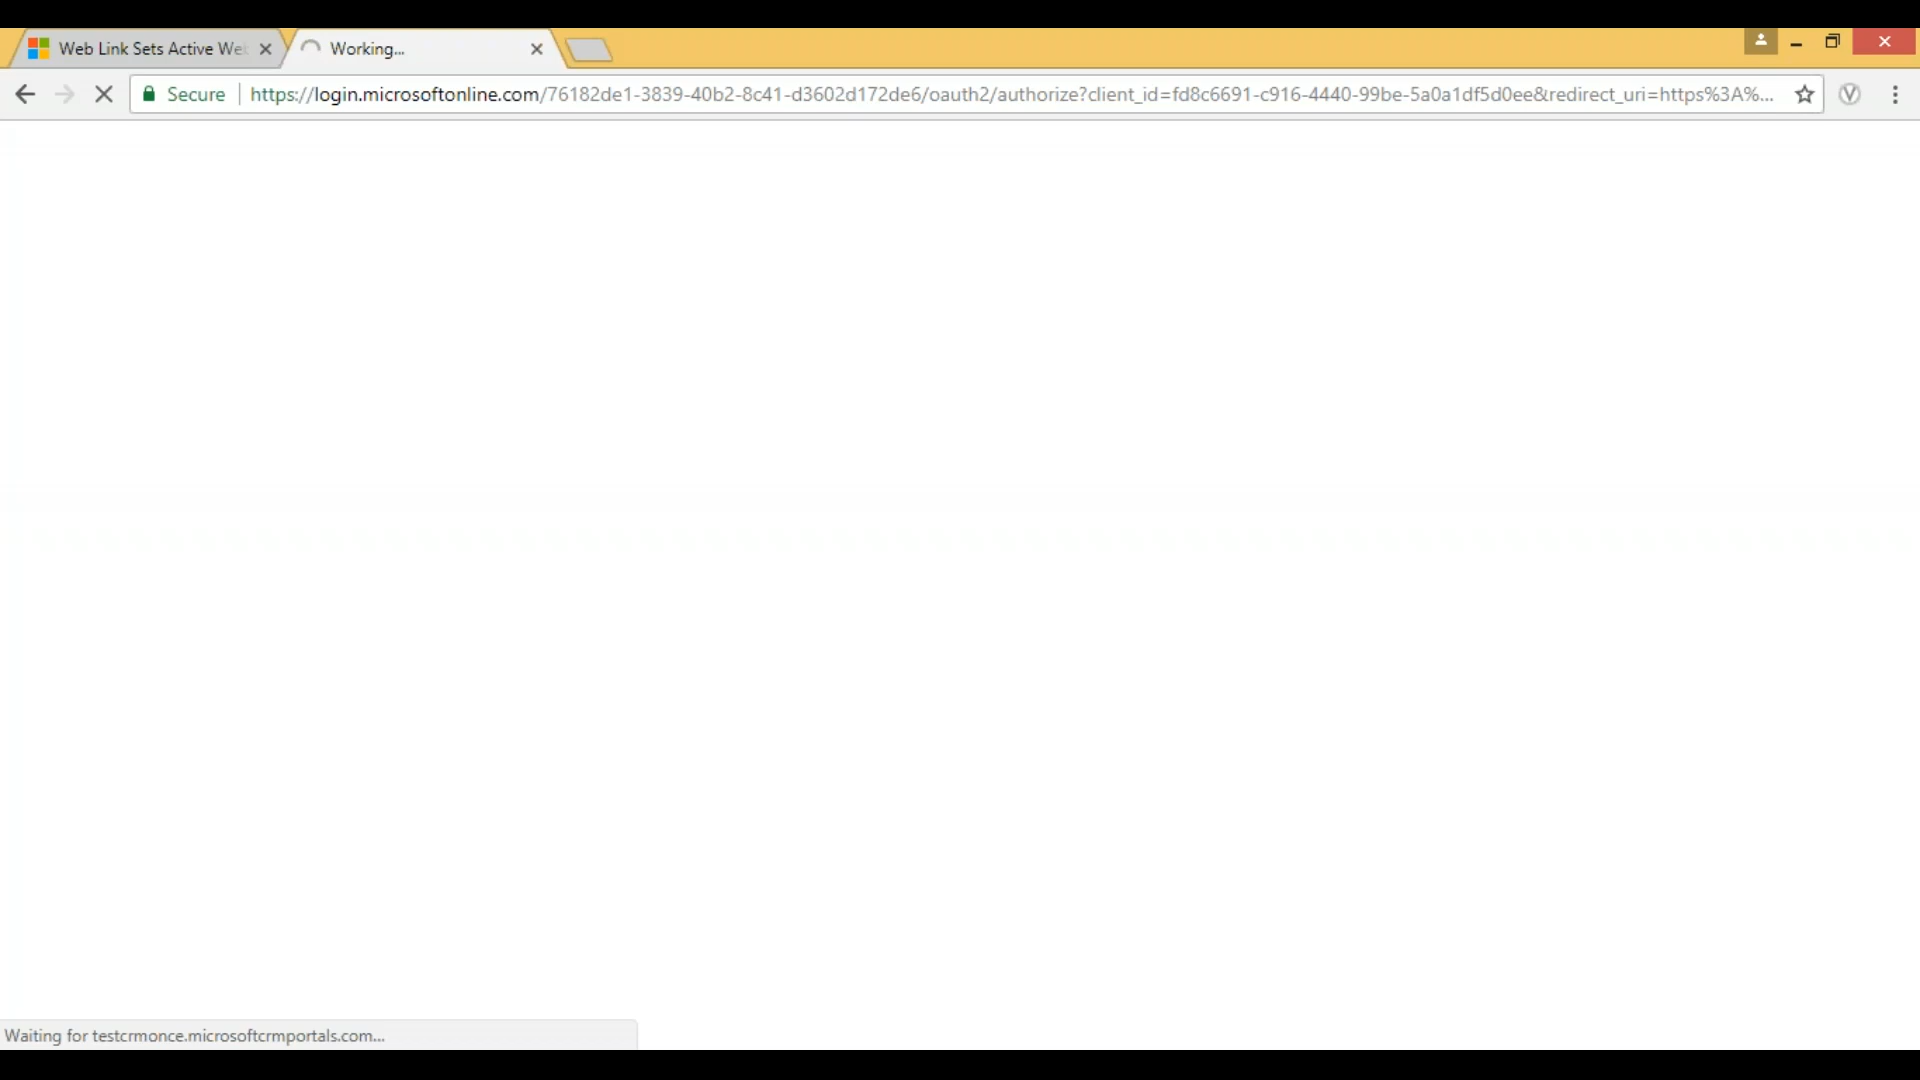 Web Link Sets Active Web
Working...
Secure
https://login.microsoftonline.com/76182de1-3839-40b2-8c41-d3602d172de6/oauth2/authorize?client_id=fd8c6691-c916-4440-99be-5a0a1df5d0ee&redirect_uri=https%3A%...
Waiting for testcrmonce.microsoftcrmportals.com...